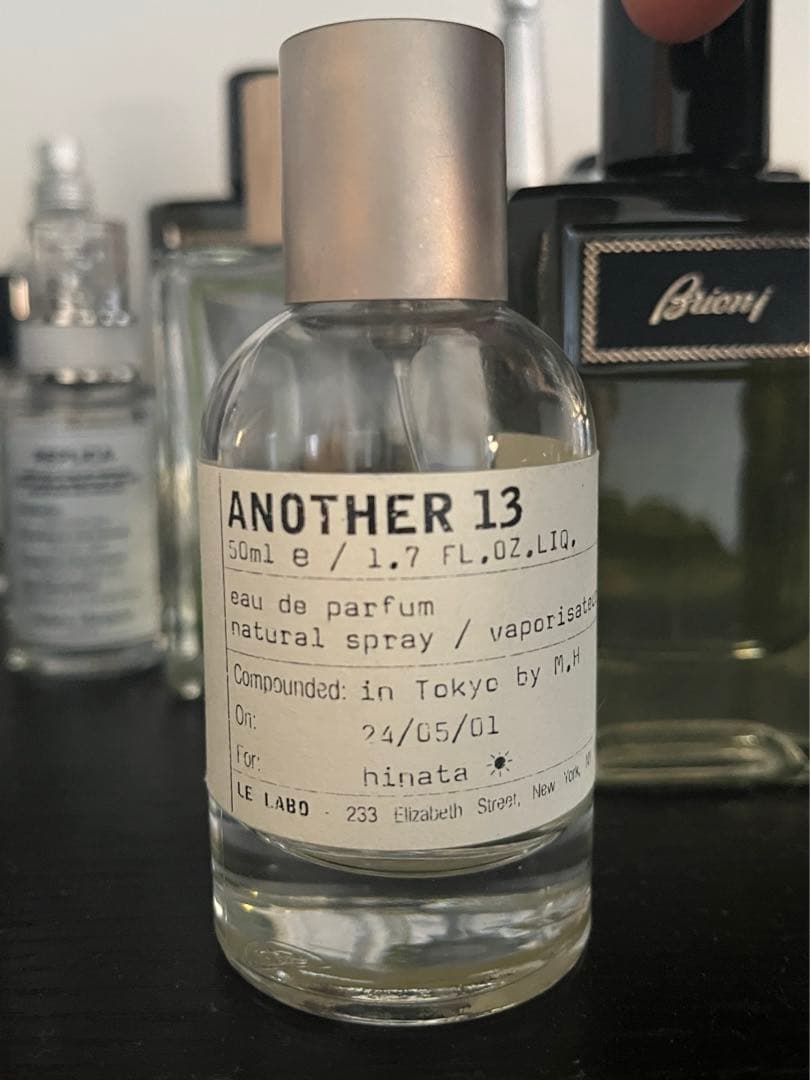 ANOTHER 13
50ml e / 1.7 FL.OZ.LIQ.
eau de parfum
natural spray /
Compounded: in Tokyo by M.H
On: 24/05/01
For: hinata ☀
LE LABO - 233 Elizabeth Street, New York,
Brioni
REPLICA